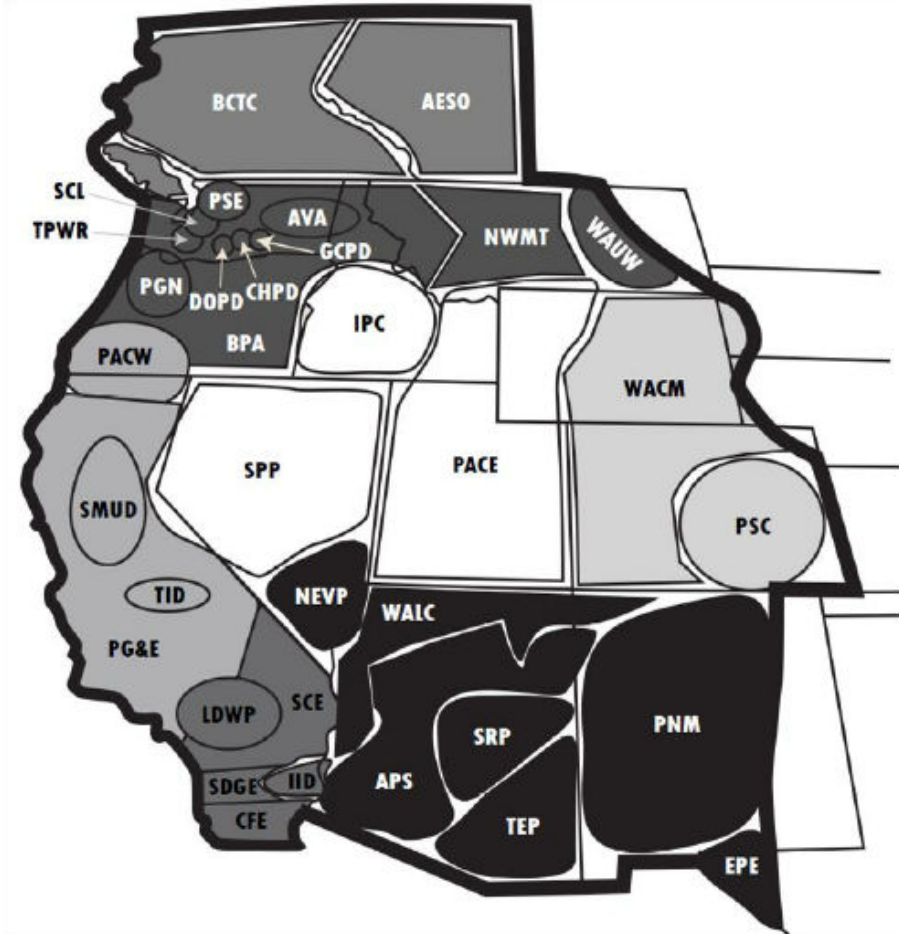 BCTC
AESO
SCL
PSE
TPWR
AVA
GCPD
NWMT
WAUW
PGN
DOPD
CHPD
BPA
IPC
PACW
WACM
SPP
PACE
SMUD
PSC
TID
NEVP
WALC
PG&E
LDWP
SCE
SRP
PNM
SDGE
IID
APS
CFE
TEP
EPE